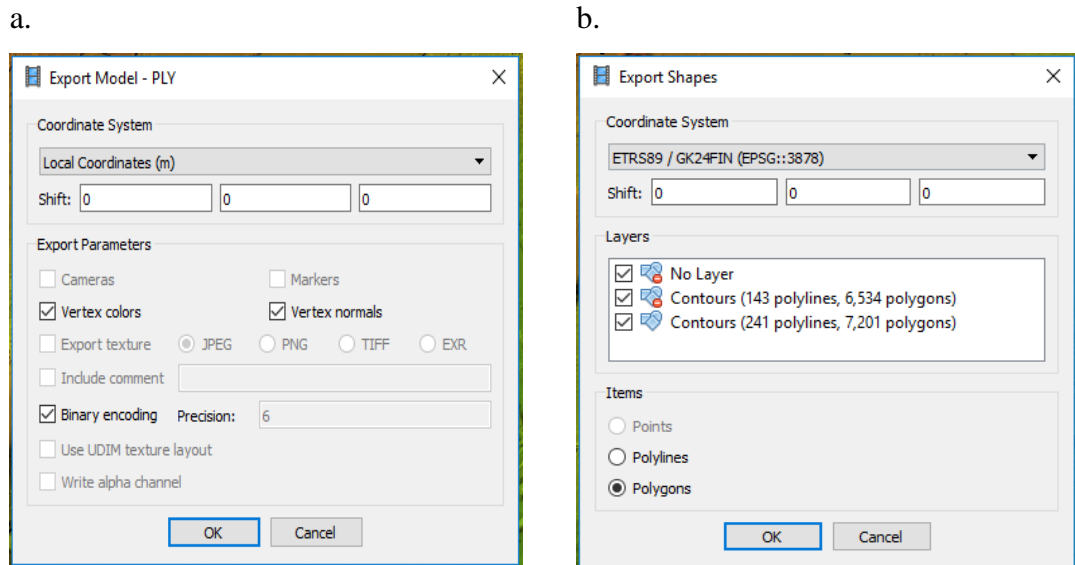 a.
Export Model - PLY
Coordinate System
Local Coordinates (m)
Shift: 0 0 0
Export Parameters
Cameras Markers
Vertex colors Vertex normals
Export texture JPEG PNG TIFF EXR
Include comment
Binary encoding Precision: 6
Use UDIM texture layout
Write alpha channel
OK Cancel
b.
Export Shapes
Coordinate System
ETRS89 / GK24FIN (EPSG::3878)
Shift: 0 0 0
Layers
No Layer
Contours (143 polylines, 6,534 polygons)
Contours (241 polylines, 7,201 polygons)
Items
Points
Polylines
Polygons
OK Cancel